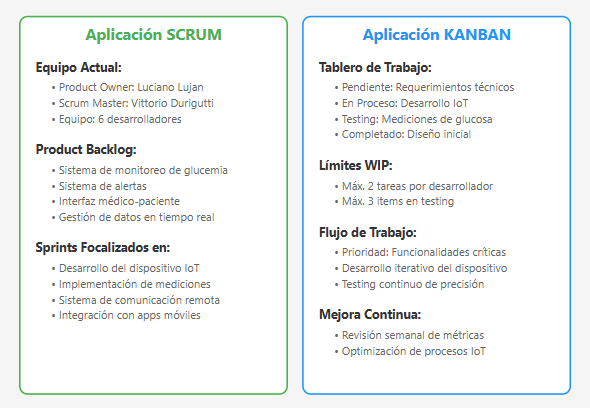 Aplicación SCRUM
Equipo Actual:
• Product Owner: Luciano Lujan
• Scrum Master: Vittorio Durigutti
• Equipo: 6 desarrolladores
Product Backlog:
• Sistema de monitoreo de glucemia
• Sistema de alertas
• Interfaz médico-paciente
• Gestión de datos en tiempo real
Sprints Focalizados en:
• Desarrollo del dispositivo IoT
• Implementación de mediciones
• Sistema de comunicación remota
• Integración con apps móviles
Aplicación KANBAN
Tablero de Trabajo:
• Pendiente: Requerimientos técnicos
• En Proceso: Desarrollo IoT
• Testing: Mediciones de glucosa
• Completado: Diseño inicial
Límites WIP:
• Máx. 2 tareas por desarrollador
• Máx. 3 items en testing
Flujo de Trabajo:
• Prioridad: Funcionalidades críticas
• Desarrollo iterativo del dispositivo
• Testing continuo de precisión
Mejora Continua:
• Revisión semanal de métricas
• Optimización de procesos IoT